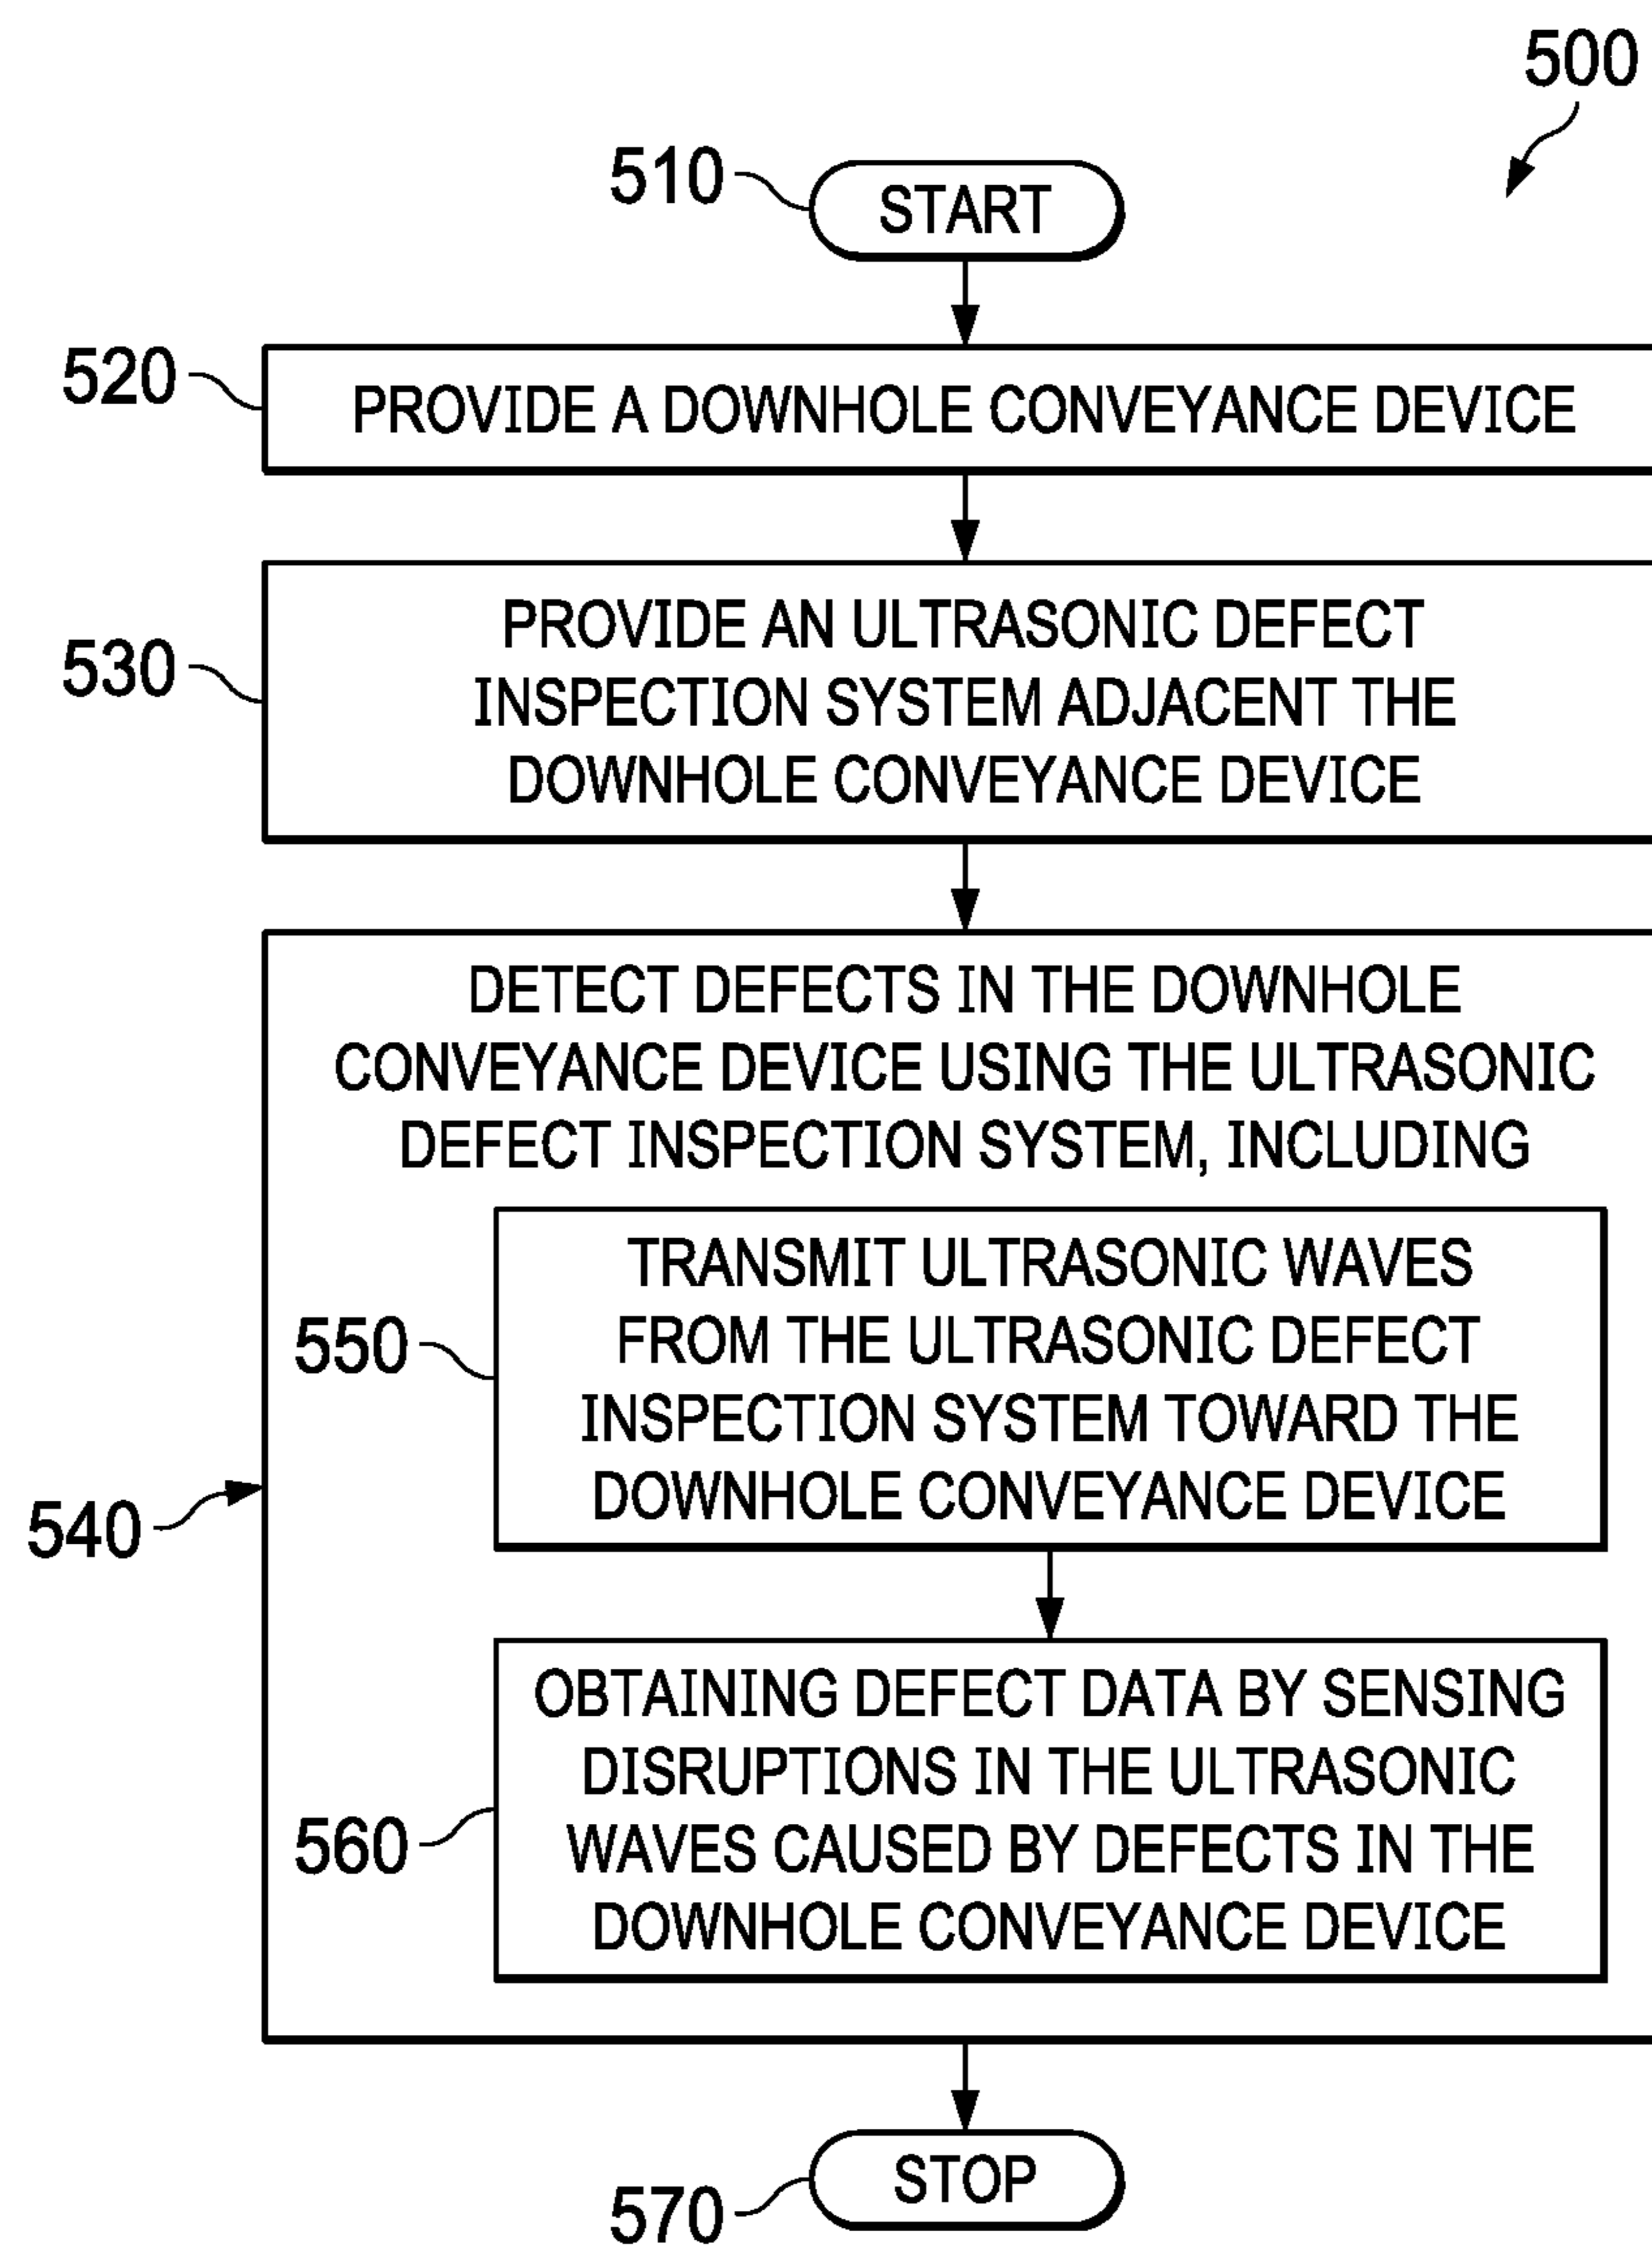 500
510
START
520
PROVIDE A DOWNHOLE CONVEYANCE DEVICE
530
PROVIDE AN ULTRASONIC DEFECT
INSPECTION SYSTEM ADJACENT THE
DOWNHOLE CONVEYANCE DEVICE
540
DETECT DEFECTS IN THE DOWNHOLE
CONVEYANCE DEVICE USING THE ULTRASONIC
DEFECT INSPECTION SYSTEM, INCLUDING
550
TRANSMIT ULTRASONIC WAVES
FROM THE ULTRASONIC DEFECT
INSPECTION SYSTEM TOWARD THE
DOWNHOLE CONVEYANCE DEVICE
560
OBTAINING DEFECT DATA BY SENSING
DISRUPTIONS IN THE ULTRASONIC
WAVES CAUSED BY DEFECTS IN THE
DOWNHOLE CONVEYANCE DEVICE
570
STOP